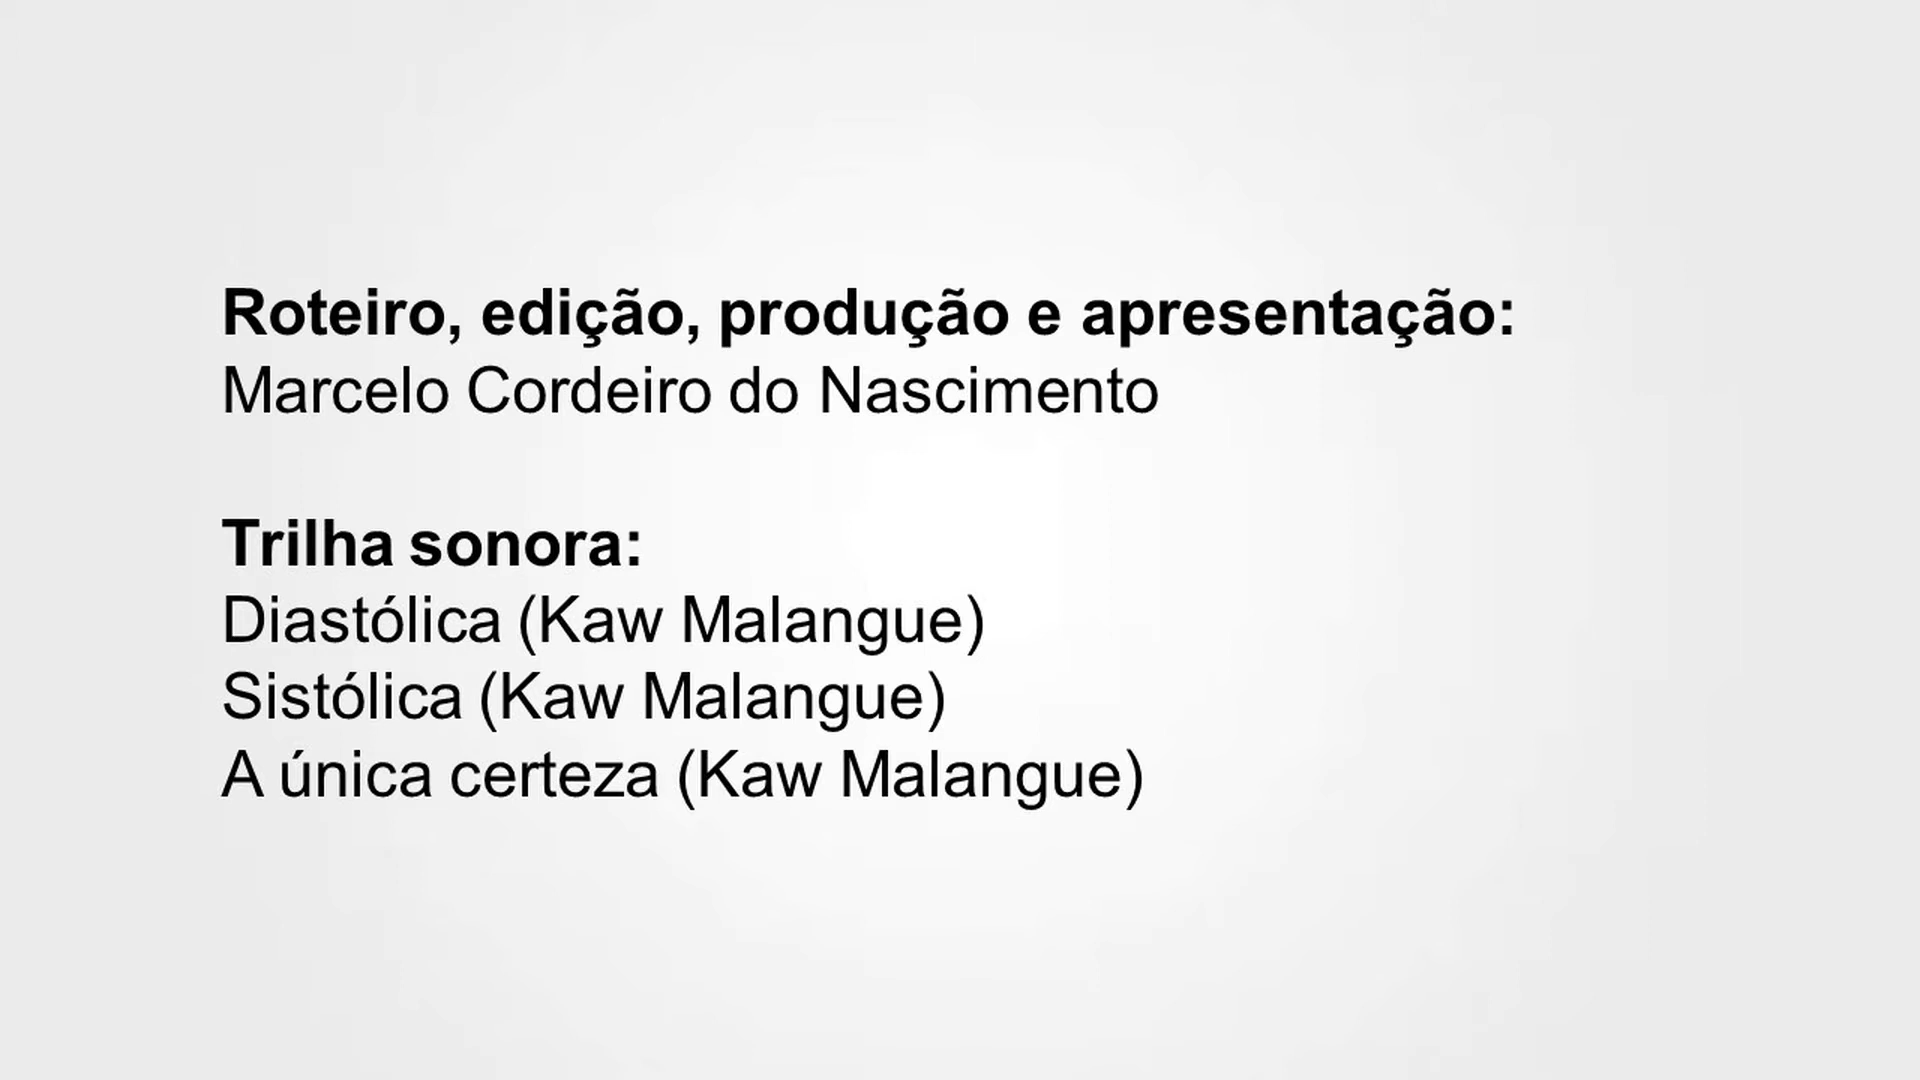 Roteiro, edição, produção e apresentação:
Marcelo Cordeiro do Nascimento
Trilha sonora:
Diastólica (Kaw Malangue)
Sistólica (Kaw Malangue)
A única certeza (Kaw Malangue)